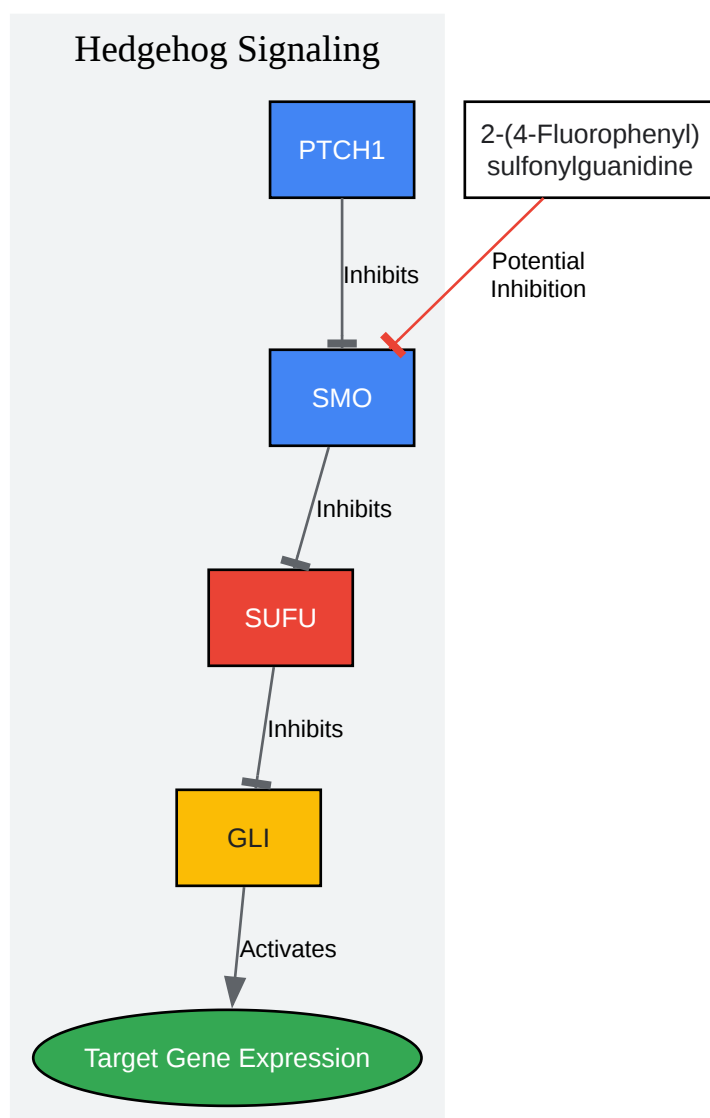 Hedgehog Signaling
PTCH1
2-(4-Fluorophenyl)
sulfonylguanidine
Inhibits
Potential
Inhibition
SMO
Inhibits
SUFU
Inhibits
GLI
Activates
Target Gene Expression